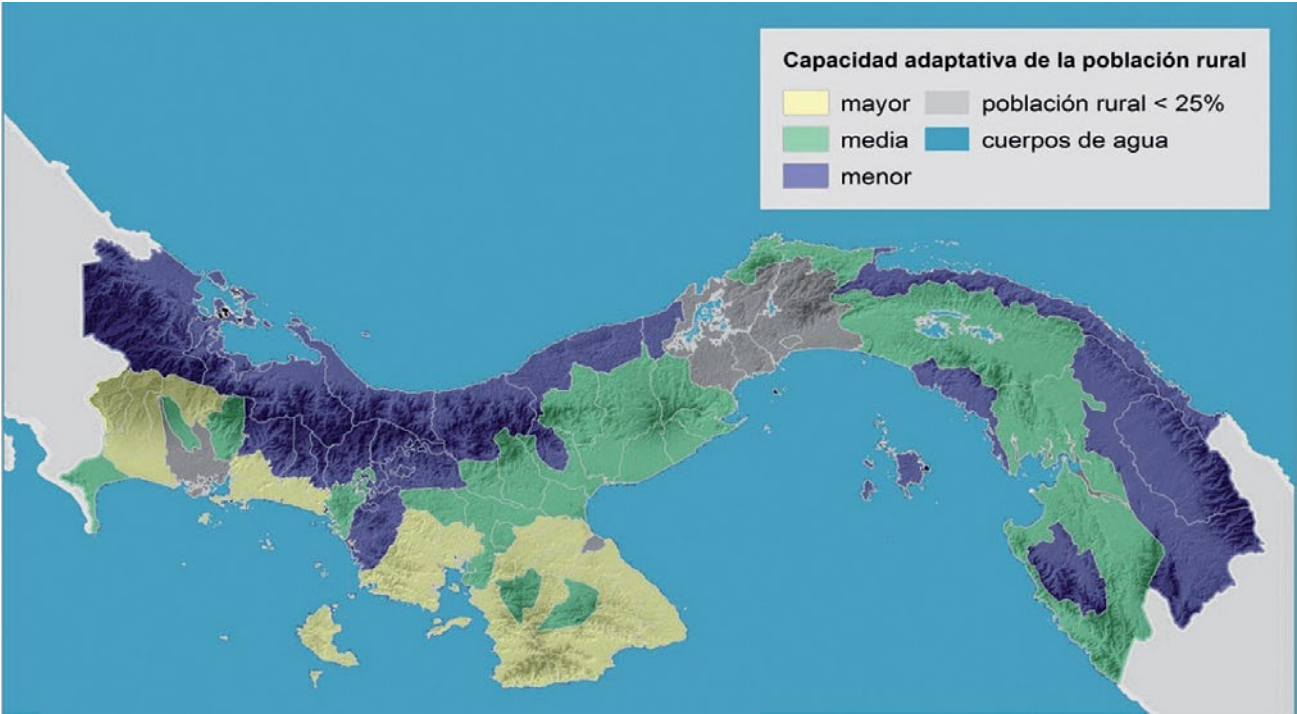 Capacidad adaptativa de la población rural
mayor
población rural < 25%
media
cuerpos de agua
menor